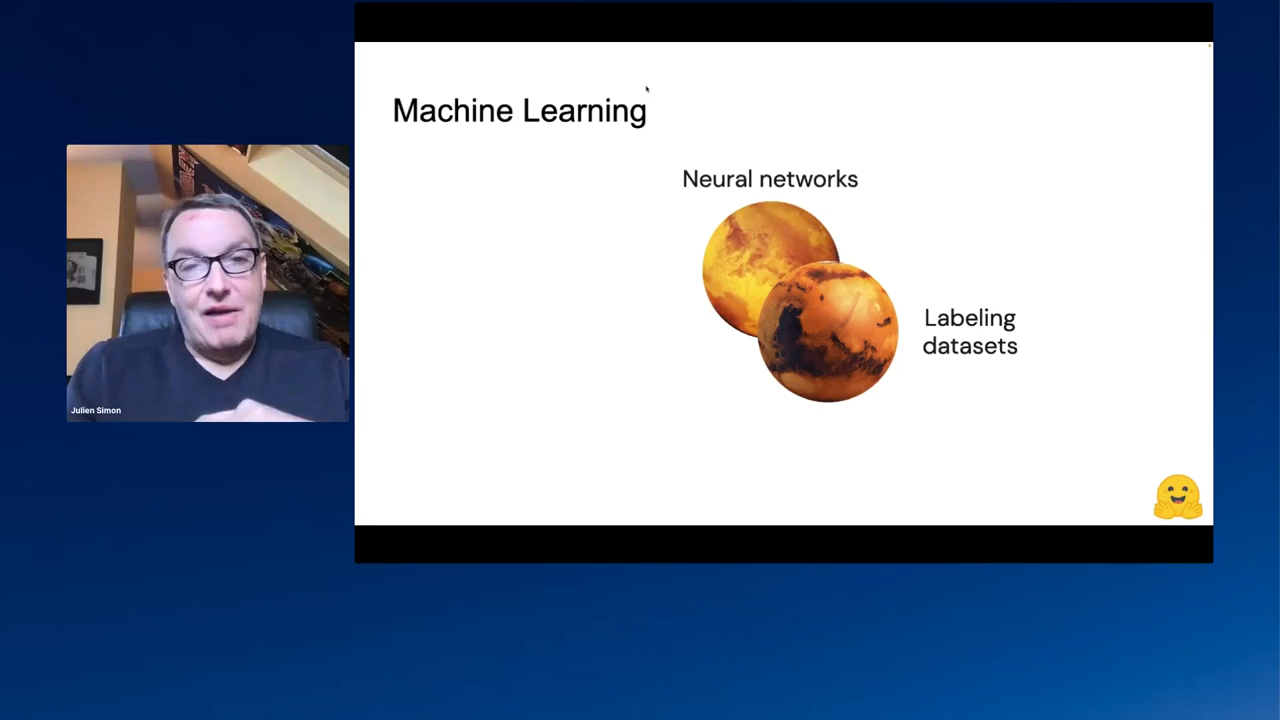 Machine Learning
Neural networks
Labeling
datasets
Julien Simon